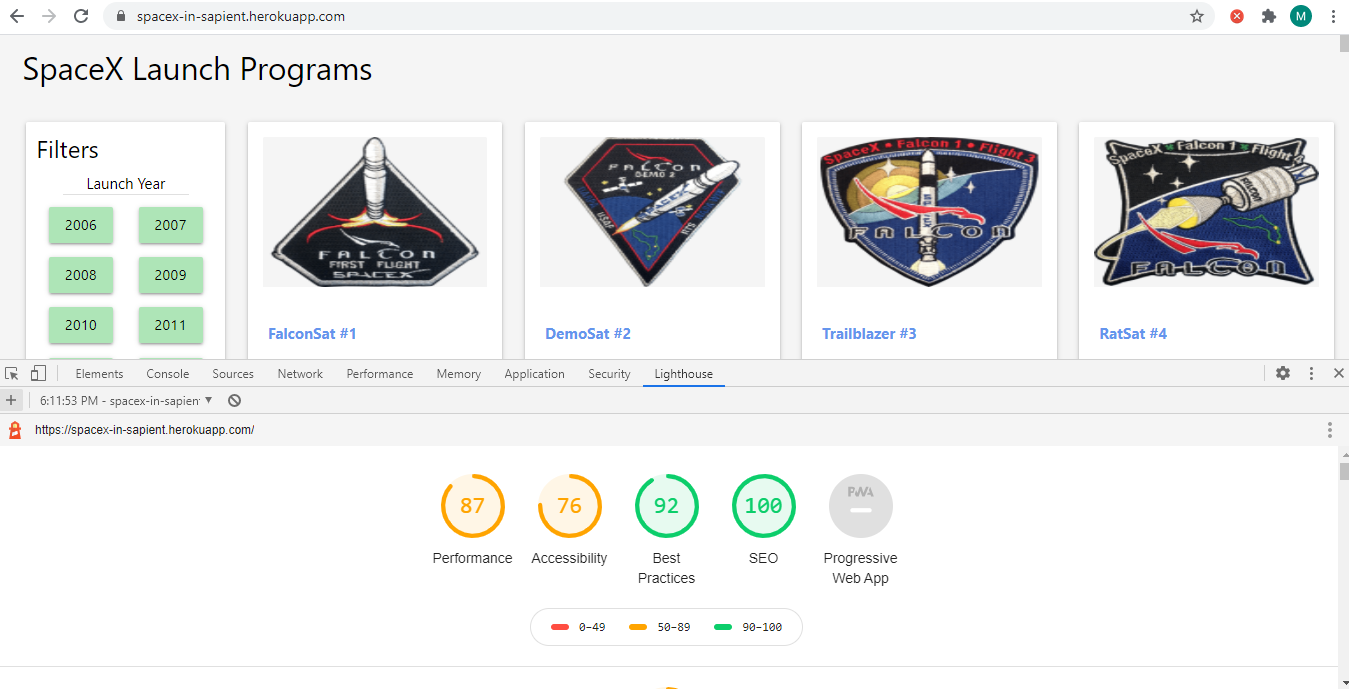 spacex-in-sapient.herokuapp.com
M
SpaceX Launch Programs
Filters
Launch Year
2006
2007
2008
2009
2010
2011
FALCON
FIRST FLIGHT
SPACEX
FalconSat #1
FALCON
DEMO 2
SPACEX
USAF
DemoSat #2
SpaceX • Falcon 1 • Flight 3
FALCON
Trailblazer #3
SpaceX Falcon 1 Flight 4
FALCON
FALCON
RatSat #4
Elements Console Sources Network Performance Memory Application Security Lighthouse
6:11:53 PM - spacex-in-sapien
https://spacex-in-sapient.herokuapp.com/
87
Performance
76
Accessibility
92
Best
Practices
100
SEO
PWA
Progressive
Web App
0–49
50–89
90–100